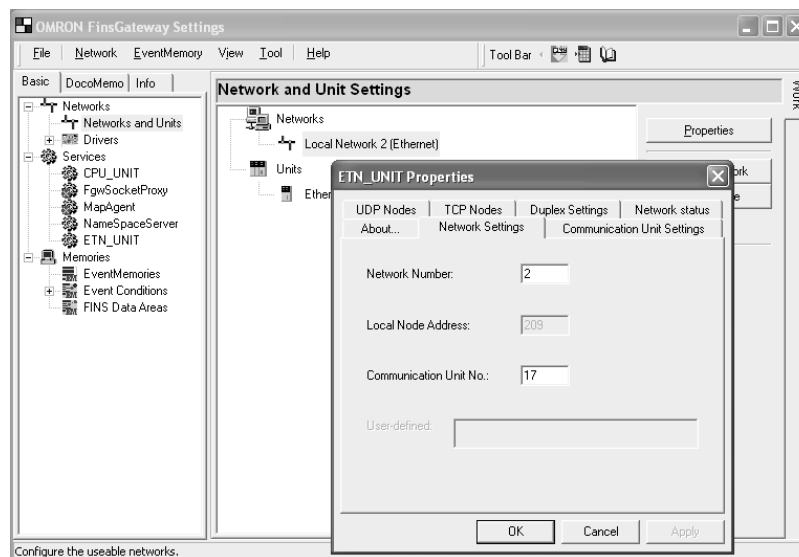 OMRON FinsGateway Settings
File Network EventMemory View Tool Help
Tool Bar
Basic DocoMemo Info
Networks
Networks and Units
Drivers
Services
CPU_UNIT
FgwSocketProxy
MapAgent
NameSpaceServer
ETN_UNIT
Memories
EventMemories
Event Conditions
FINS Data Areas
Network and Unit Settings
Networks
Local Network 2 (Ethernet)
Units
Ether
Properties
ork
e
ETN_UNIT Properties
UDP Nodes TCP Nodes Duplex Settings Network status
About... Network Settings Communication Unit Settings
Network Number: 2
Local Node Address: 209
Communication Unit No.: 17
User-defined:
OK Cancel Apply
Configure the useable networks.